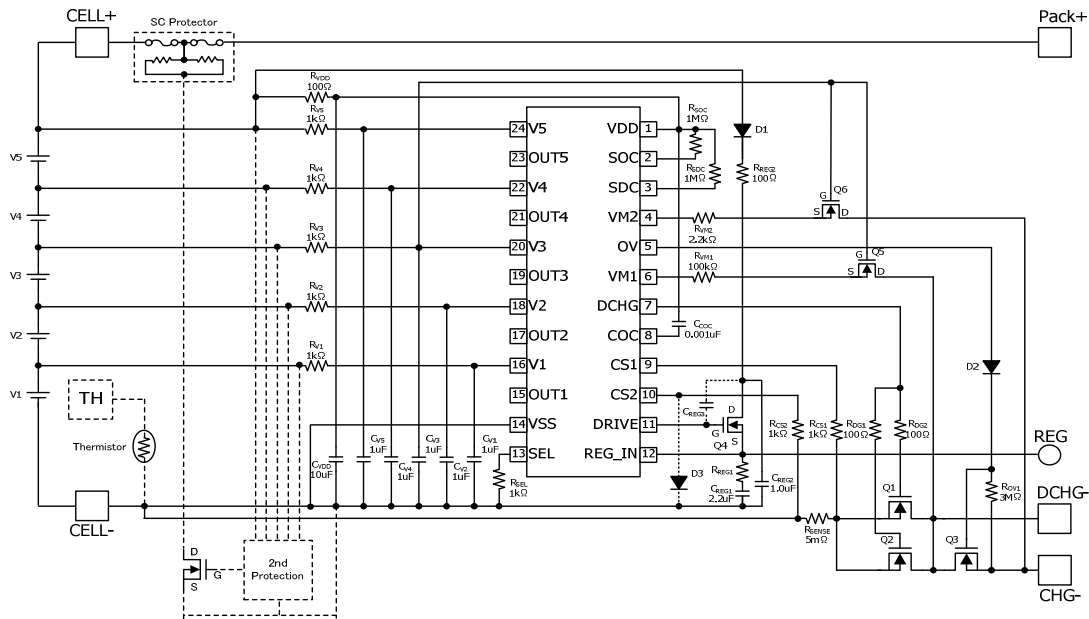 CELL+
SC Protector
Pack+
RVDD
100Ω
RV5
1kΩ
RV4
1kΩ
RV3
1kΩ
RV2
1kΩ
RV1
1kΩ
V5
V4
V3
V2
V1
24 V5
23 OUT5
22 V4
21 OUT4
20 V3
19 OUT3
18 V2
17 OUT2
16 V1
15 OUT1
14 VSS
13 SEL
VDD 1
SOC 2
SDC 3
VM2 4
OV 5
VM1 6
DCHG 7
COC 8
CS1 9
CS2 10
DRIVE 11
REG_IN 12
RSOC
1MΩ
RSDC
1MΩ
D1
RREG2
100Ω
Q6
G
S D
RVM2
2.2kΩ
Q5
G
S D
RVM1
100kΩ
CCOC
0.001uF
D2
TH
Thermistor
CREG3
D
G
S
Q4
RCS2
1kΩ
RCS1
1kΩ
RDG1
100Ω
RDG2
100Ω
REG
CVDD
10uF
CV5
1uF
CV4
1uF
CV3
1uF
CV2
1uF
CV1
1uF
RSEL
1kΩ
D3
RREG1
CREG1
2.2uF
CREG2
1.0uF
Q1
ROV1
3MΩ
DCHG-
CELL-
RSENSE
5mΩ
Q2
Q3
CHG-
D
G
S
2nd
Protection